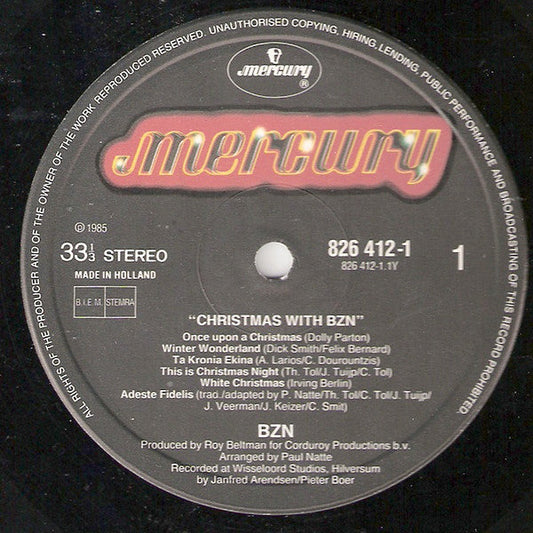 ALL RIGHTS OF THE PRODUCER AND OF THE OWNER OF THE WORK REPRODUCED RESERVED. UNAUTHORISED COPYING, HIRING, LENDING, PUBLIC PERFORMANCE AND BROADCASTING OF THIS RECORD PROHIBITED.
mercury
®
mercury
℗ 1985
33⅓ STEREO
MADE IN HOLLAND
B.I.E.M. STEMRA
826 412-1
826 412-1.1Y
1
"CHRISTMAS WITH BZN"
Once upon a Christmas (Dolly Parton)
Winter Wonderland (Dick Smith/Felix Bernard)
Ta Kronia Ekina (A. Larios/C. Dourountzis)
This is Christmas Night (Th. Tol/J. Tuijp/C. Tol)
White Christmas (Irving Berlin)
Adeste Fidelis (trad./adapted by P. Natte/Th. Tol/C. Tol/J. Tuijp/
J. Veerman/J. Keizer/C. Smit)
BZN
Produced by Roy Beltman for Corduroy Productions b.v.
Arranged by Paul Natte
Recorded at Wisseloord Studios, Hilversum
by Janfred Arendsen/Pieter Boer